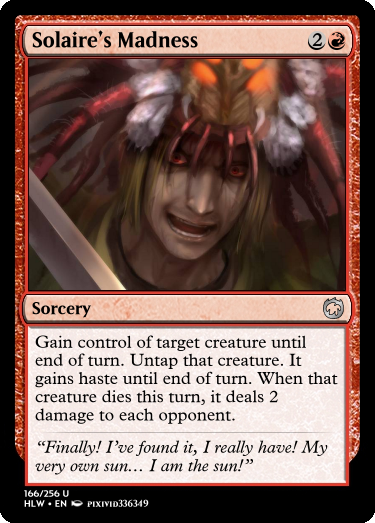 Solaire's Madness 2
Sorcery
Gain control of target creature until
end of turn. Untap that creature. It
gains haste until end of turn. When that
creature dies this turn, it deals 2
damage to each opponent.
“Finally! I've found it, I really have! My
very own sun… I am the sun!”
166/256 U
HLW • EN PIXIVID336349